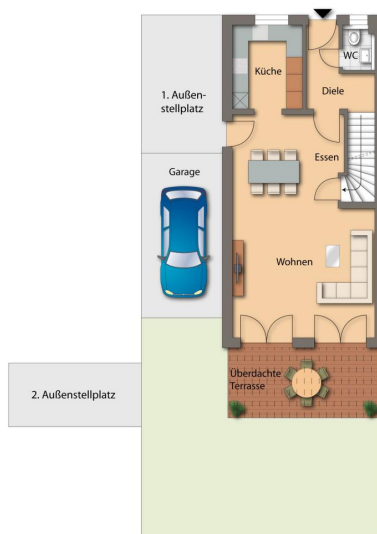 WC
Küche
Diele
1. Außen-
stellplatz
Essen
Garage
Wohnen
Überdachte
Terrasse
2. Außenstellplatz